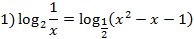 1) log₂ 1/x = log_{1/2}(x² − x − 1)